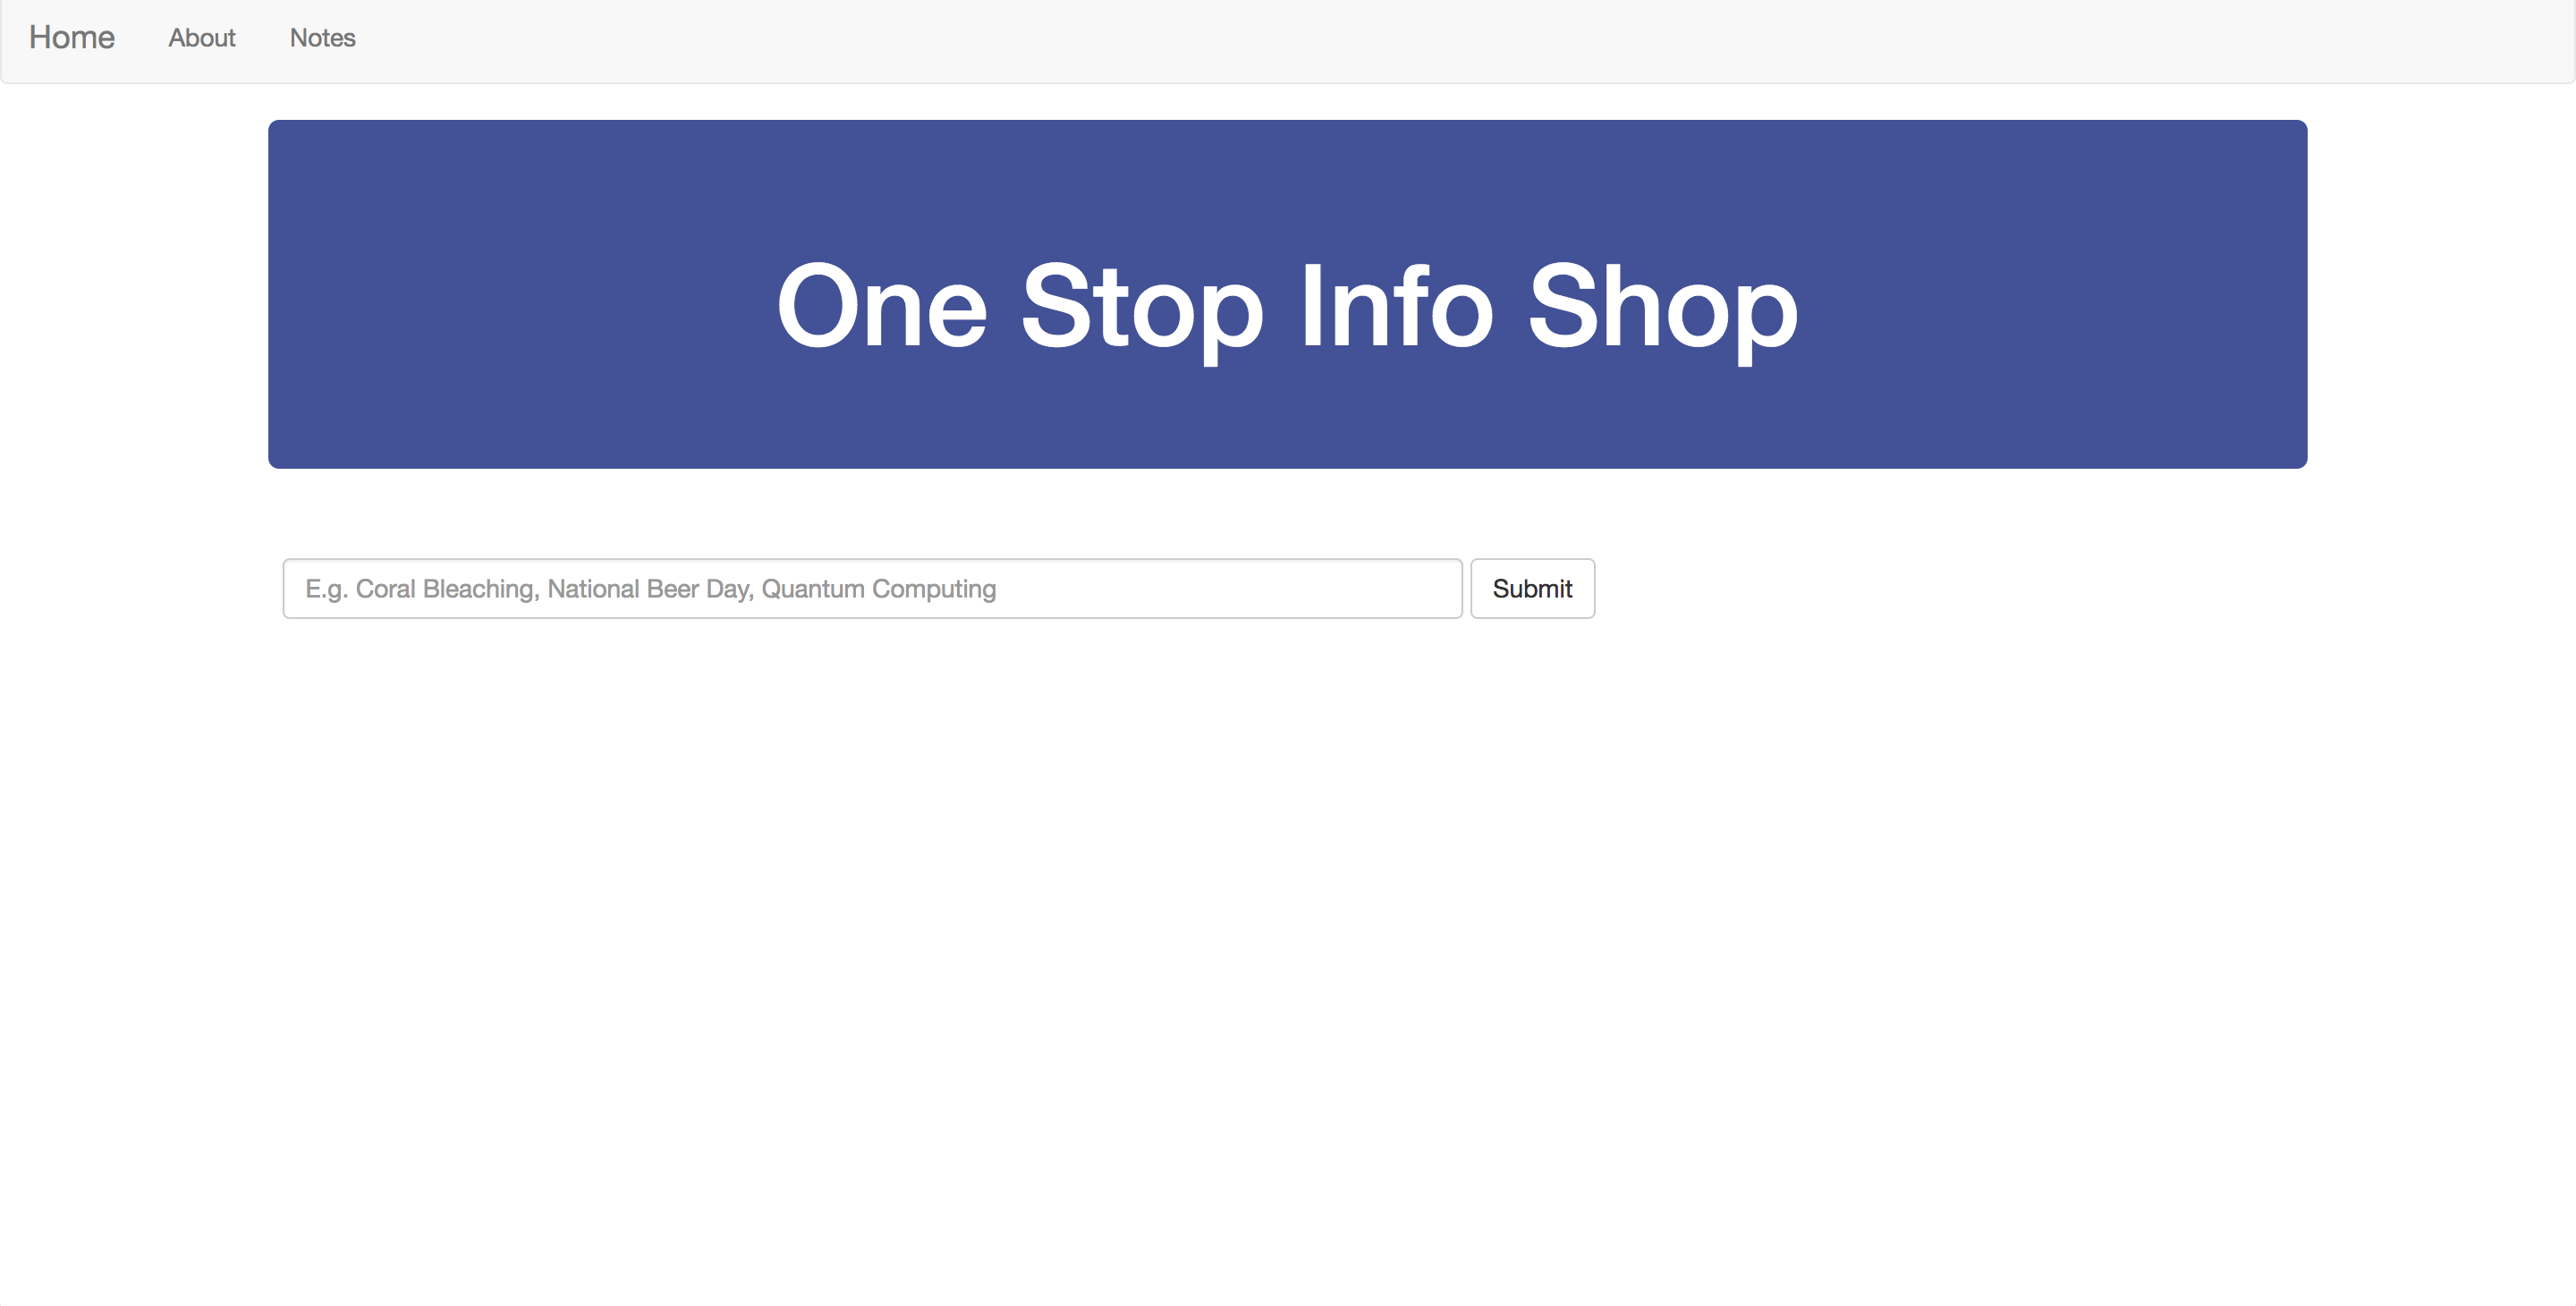 Home About Notes
One Stop Info Shop
E.g. Coral Bleaching, National Beer Day, Quantum Computing Submit